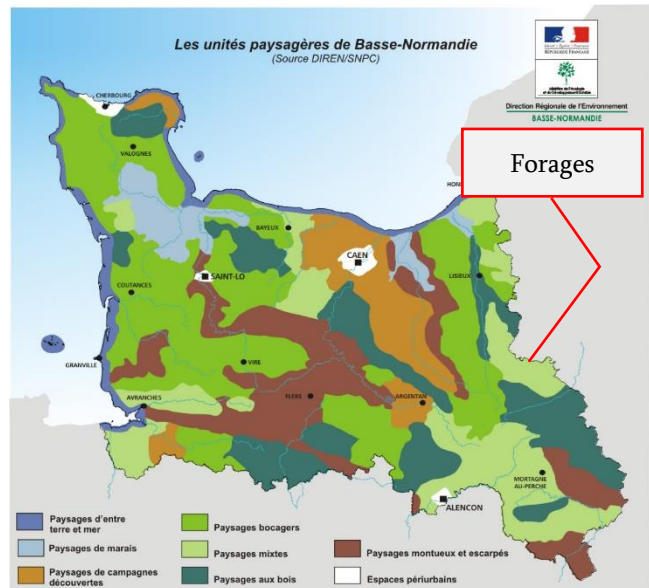 Les unités paysagères de Basse-Normandie
(Source DIREN/SNPC)
RÉPUBLIQUE FRANÇAISE
Direction Régionale de l'Environnement
BASSE-NORMANDIE
Forages
CHERBOURG
VALOGNES
HON
BAYEUX
CAEN
LISIEUX
SAINT-LO
COUTANCES
GRANVILLE
VIRE
AVRANCHES
FLERS
ARGENTAN
MORTAGNE
AU-PERCHE
ALENCON
Paysages d'entre
terre et mer
Paysages de marais
Paysages de campagnes
découvertes
Paysages bocagers
Paysages mixtes
Paysages aux bois
Paysages montueux et escarpés
Espaces périurbains